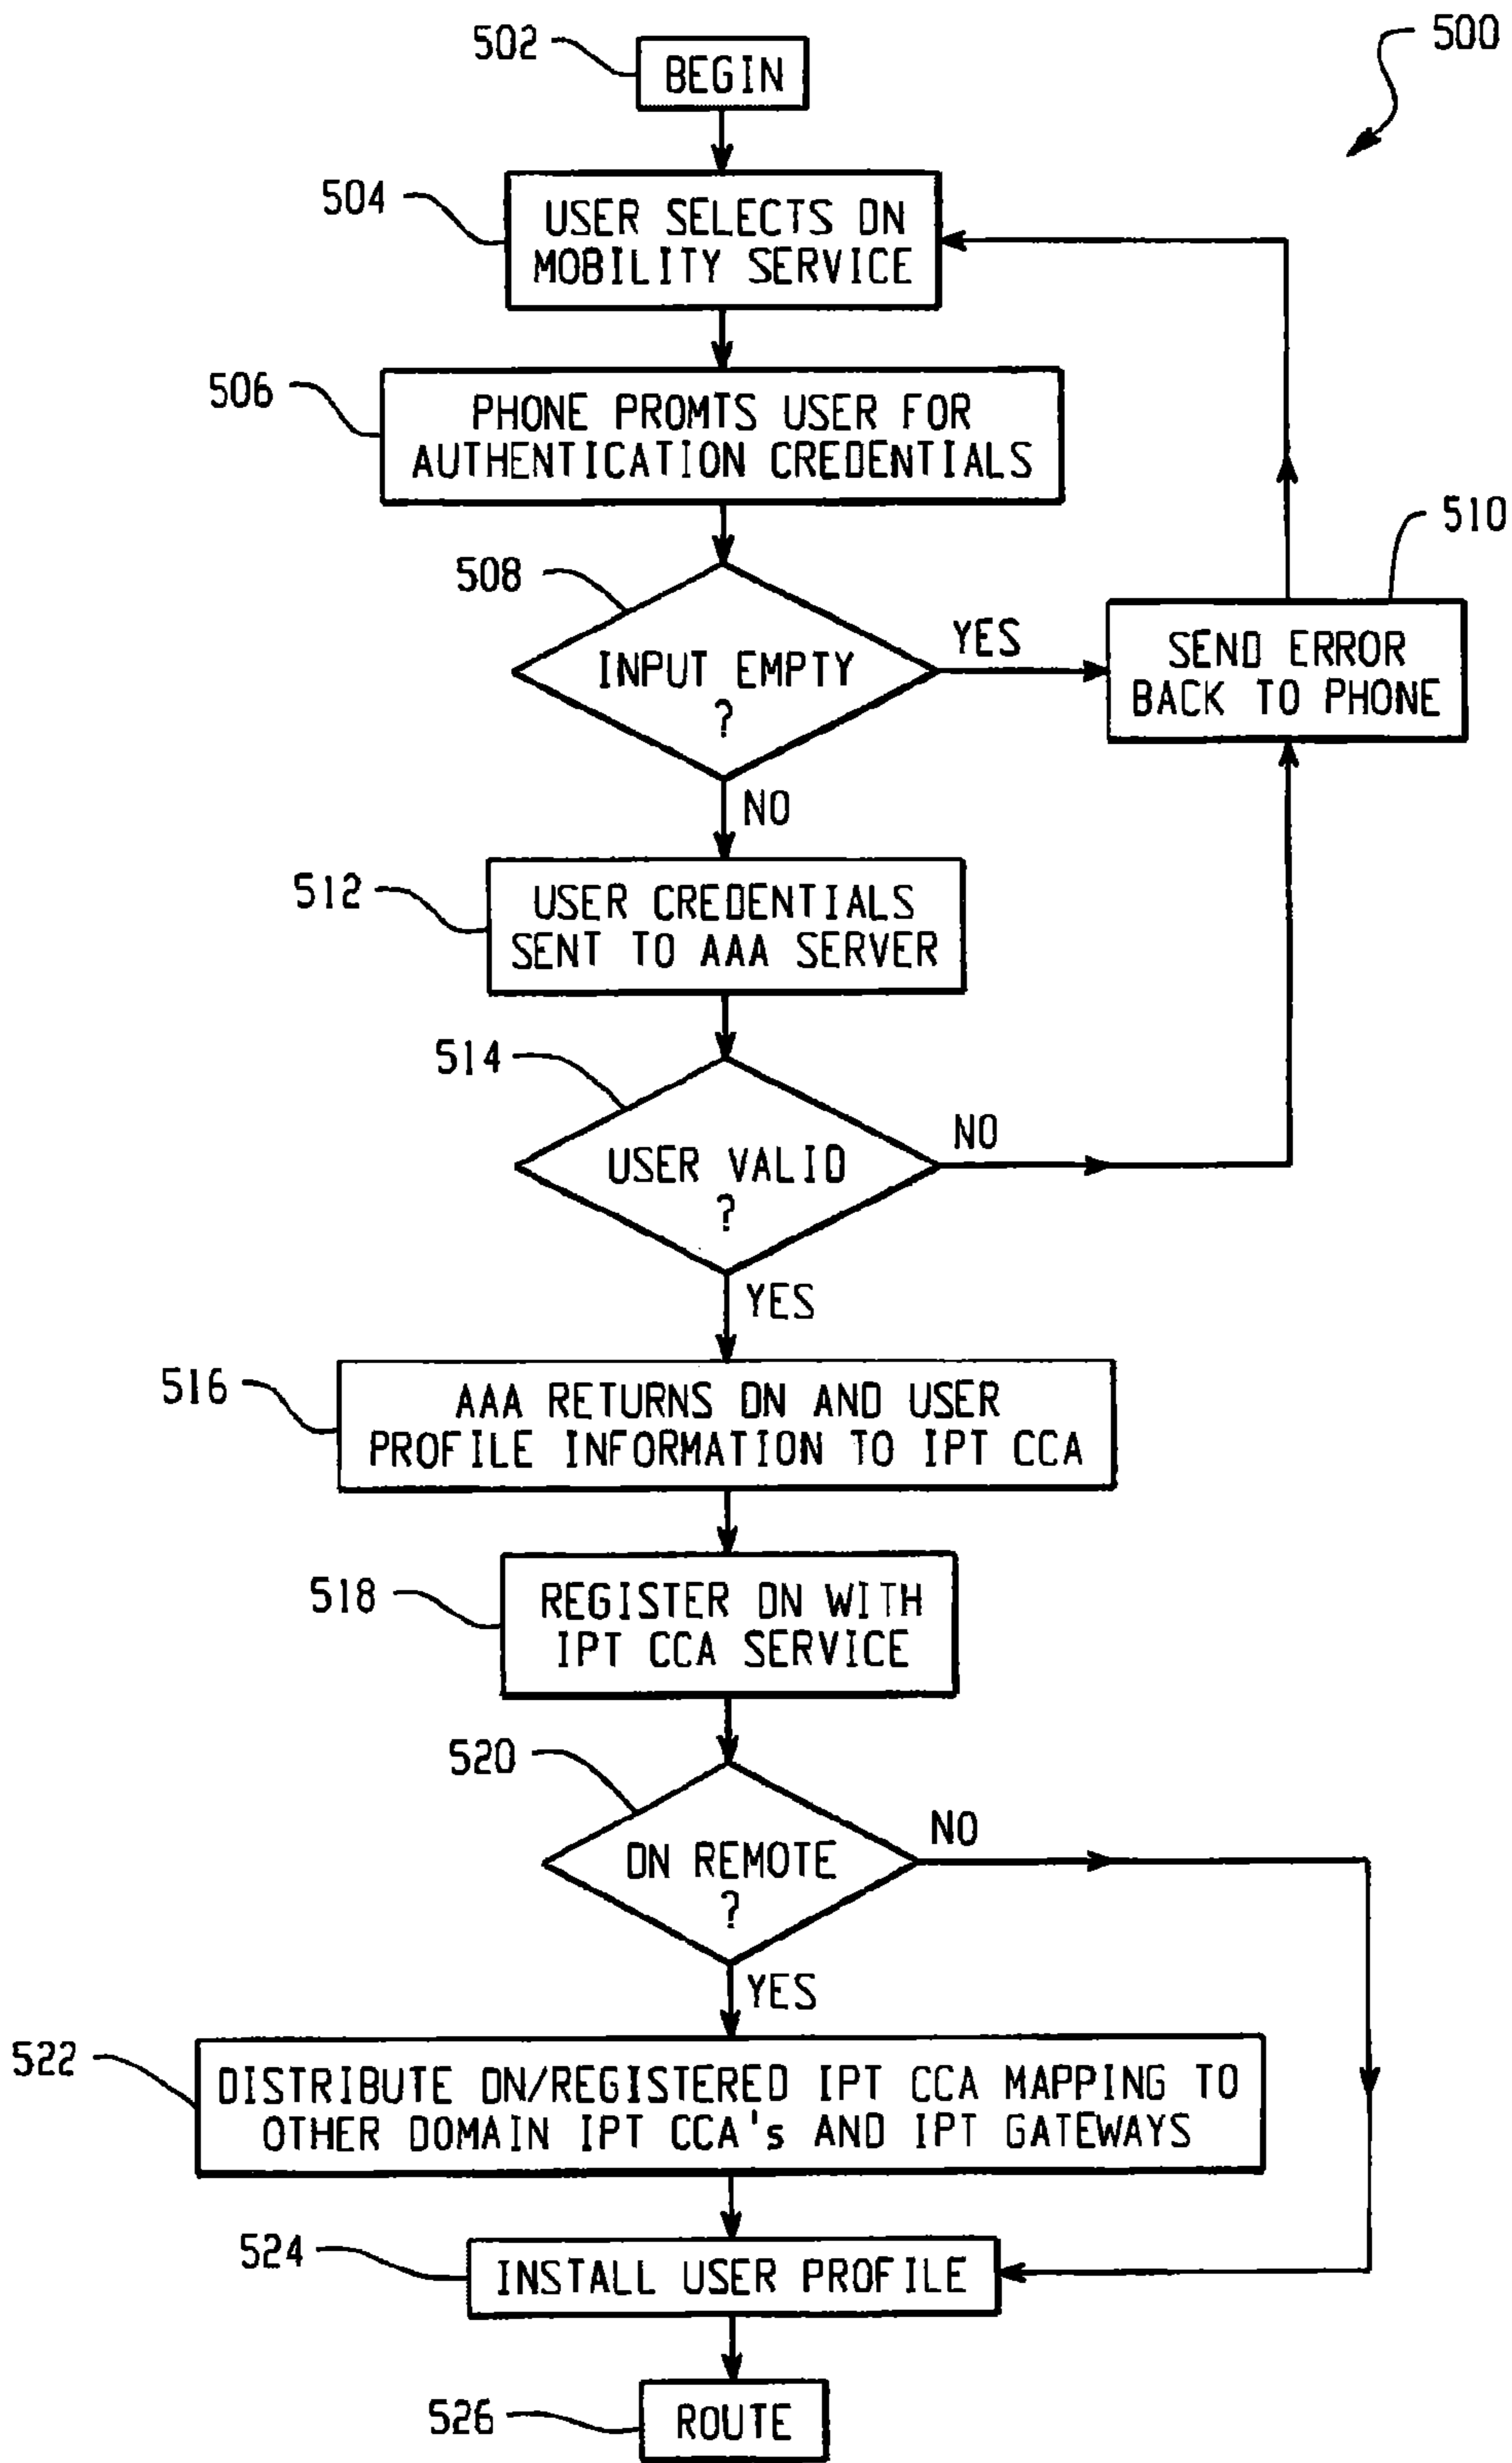 500
502
BEGIN
504
USER SELECTS DN
MOBILITY SERVICE
506
PHONE PROMTS USER FOR
AUTHENTICATION CREDENTIALS
508
INPUT EMPTY
?
YES
510
SEND ERROR
BACK TO PHONE
NO
512
USER CREDENTIALS
SENT TO AAA SERVER
514
USER VALID
?
NO
YES
516
AAA RETURNS DN AND USER
PROFILE INFORMATION TO IPT CCA
518
REGISTER DN WITH
IPT CCA SERVICE
520
DN REMOTE
?
NO
YES
522
DISTRIBUTE DN/REGISTERED IPT CCA MAPPING TO
OTHER DOMAIN IPT CCA's AND IPT GATEWAYS
524
INSTALL USER PROFILE
526
ROUTE